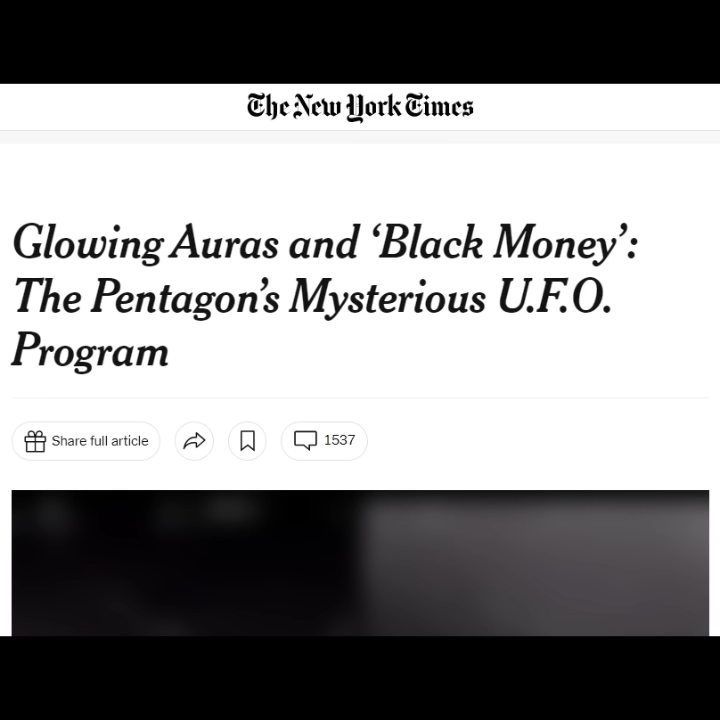 The New York Times
Glowing Auras and ‘Black Money’:
The Pentagon’s Mysterious U.F.O.
Program
Share full article
1537